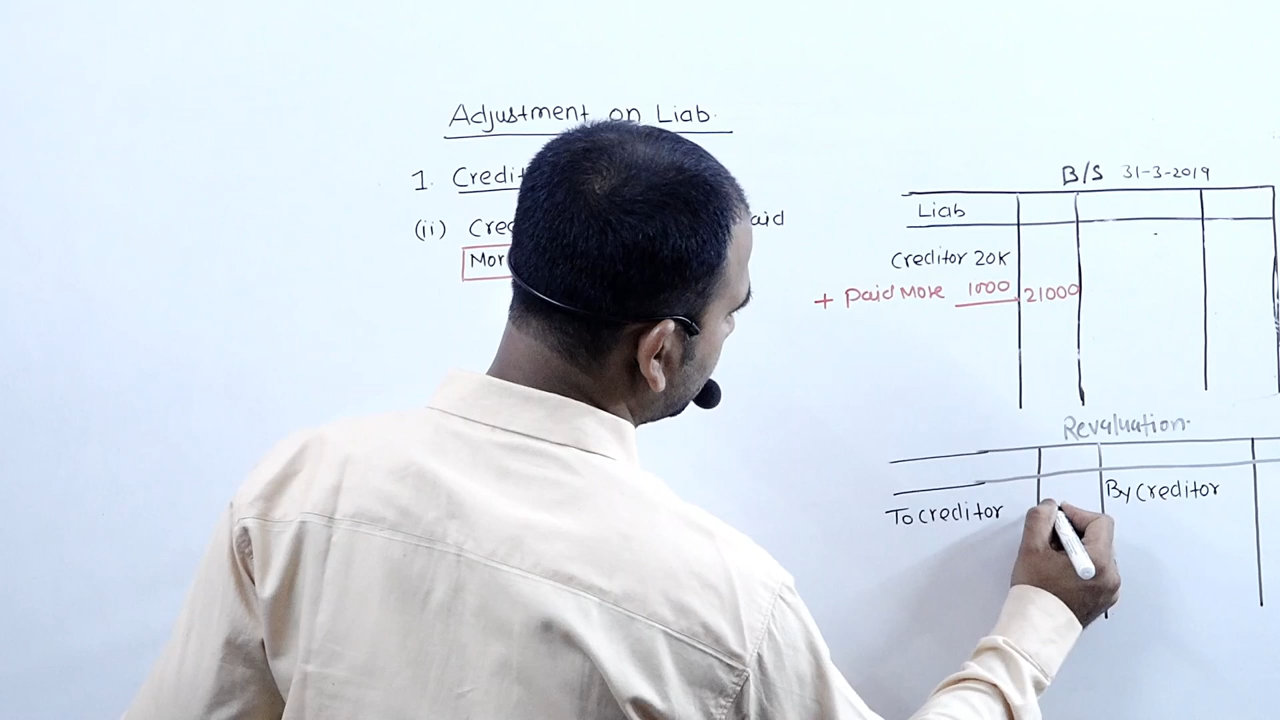 Adjustment on Liab.
1. Credit
(ii) Cre aid
Mor
B/S 31-3-2019
Liab
Creditor 20K
+ Paid More 1000 21000
Revaluation.
To creditor
By Creditor